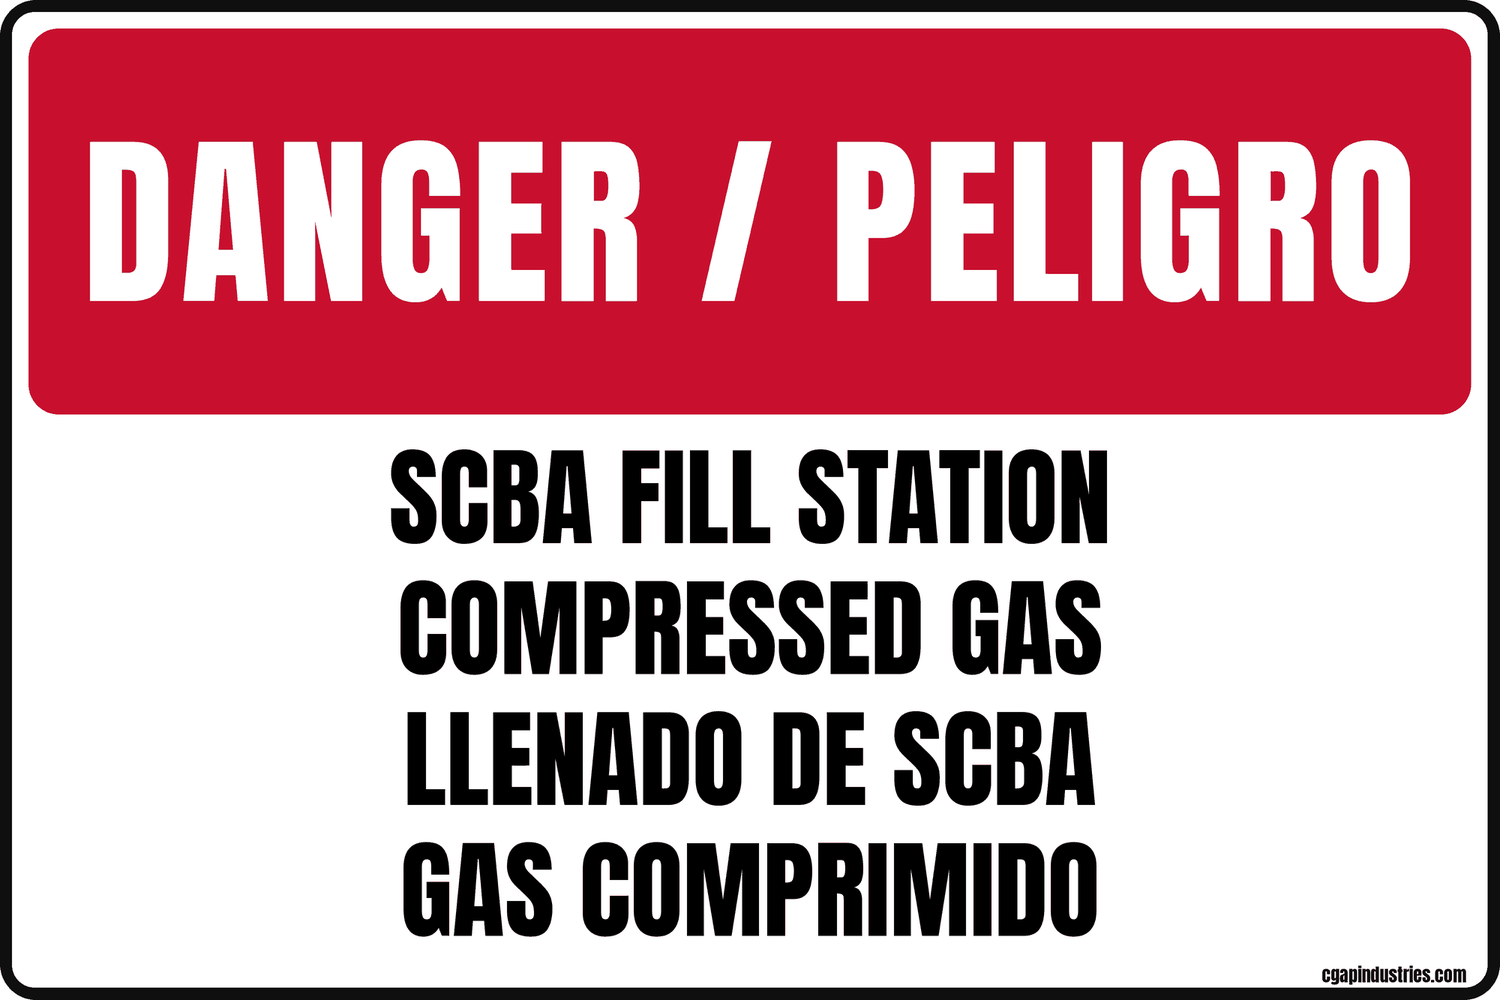 DANGER / PELIGRO
SCBA FILL STATION
COMPRESSED GAS
LLENADO DE SCBA
GAS COMPRIMIDO
cgapindustries.com